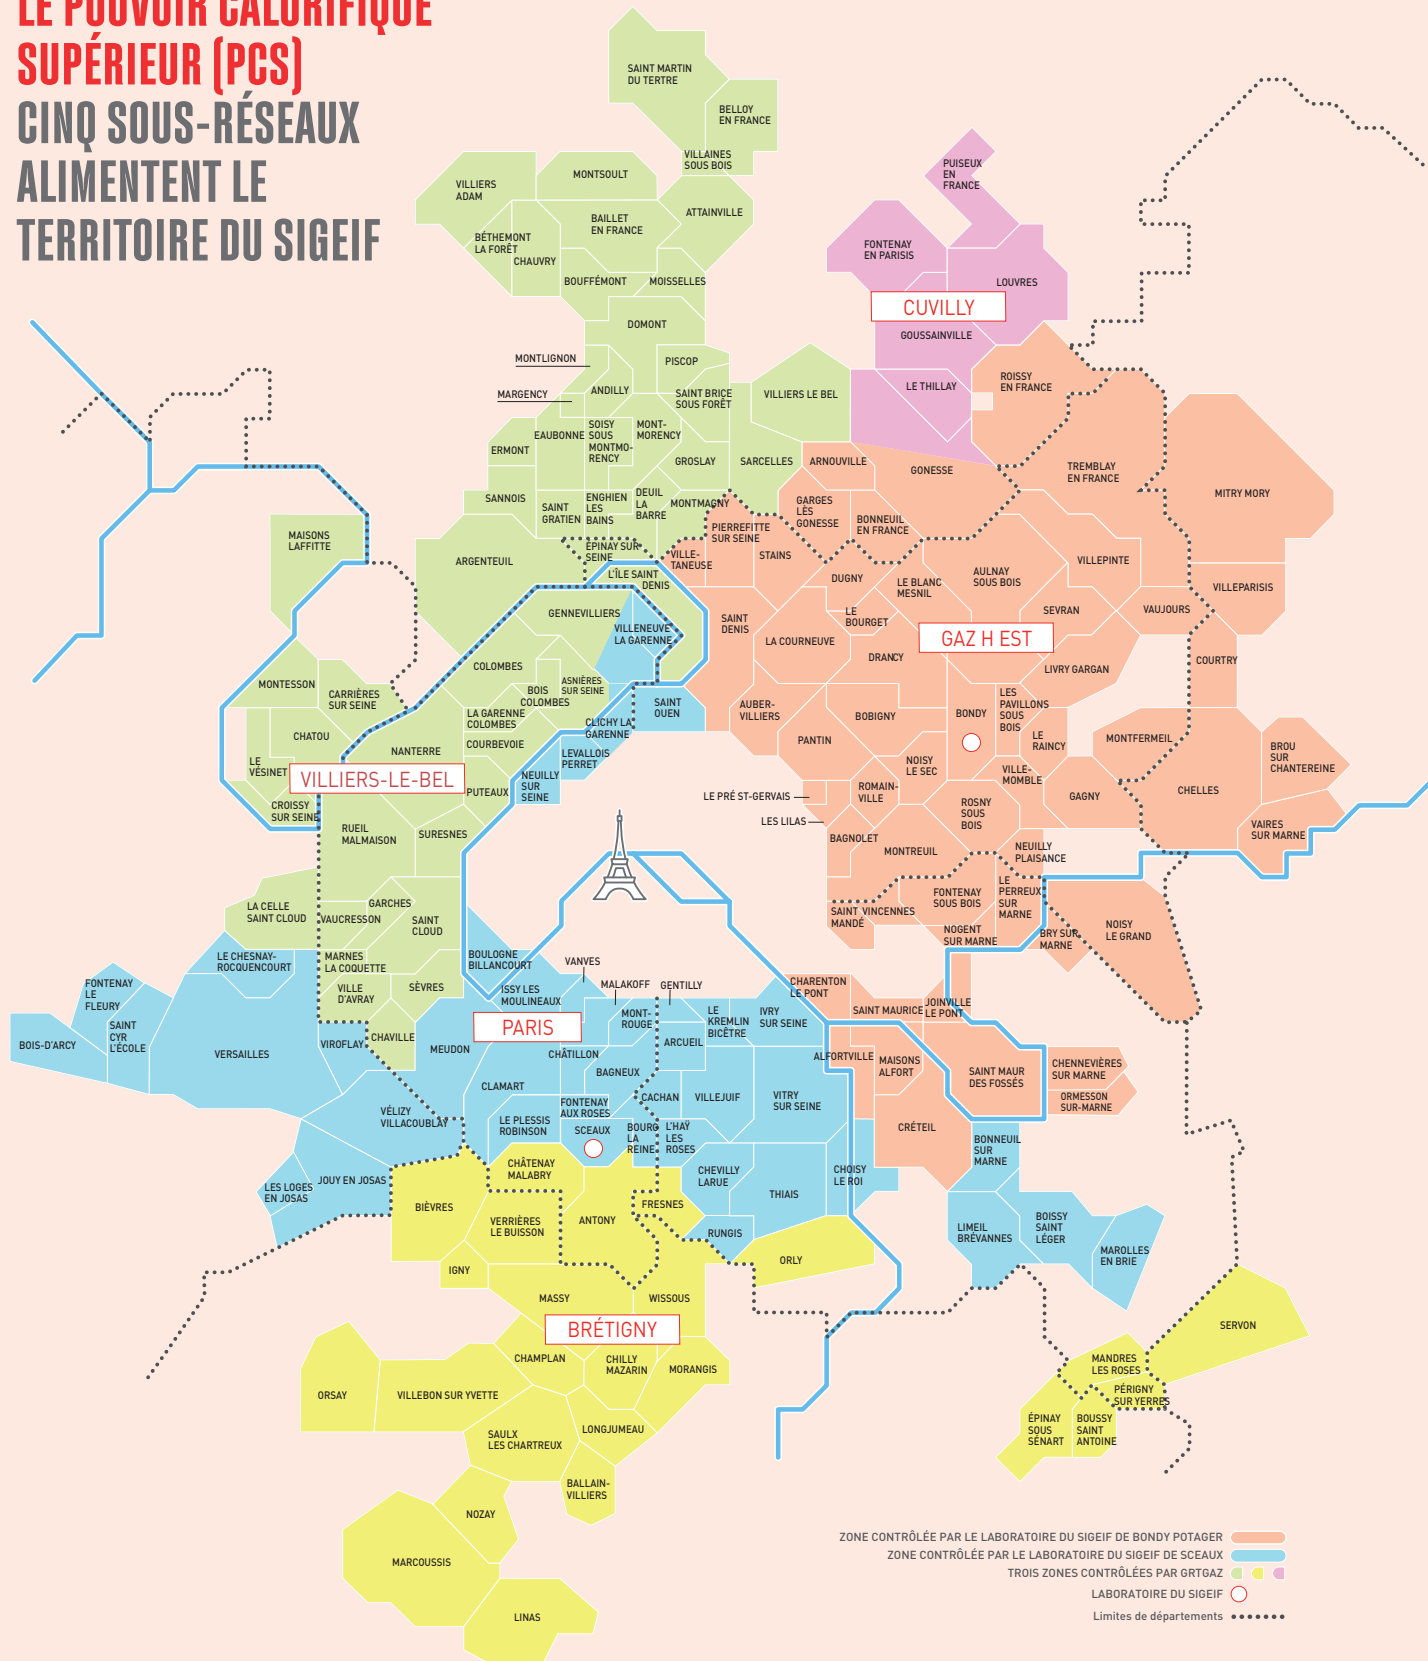 LE POUVOIR CALORIFIQUE
SUPÉRIEUR (PCS)
CINQ SOUS-RÉSEAUX
ALIMENTENT LE
TERRITOIRE DU SIGEIF
SAINT MARTIN
DU TERTRE
BELLOY
EN FRANCE
VILLAINES
SOUS BOIS
MONTSOULT
VILLIERS
ADAM
ATTAINVILLE
BAILLET
EN FRANCE
BÉTHEMONT
LA FORÊT
CHAUVRY
BOUFFÉMONT
MOISSELLES
DOMONT
MONTLIGNON
PISCOP
MARGENCY
ANDILLY
SAINT BRICE
SOUS FORÊT
VILLIERS LE BEL
EAUBONNE
SOISY
SOUS
MONTMO-
RENCY
MONT-
MORENCY
ERMONT
GROSLAY
SARCELLES
SANNOIS
SAINT
GRATIEN
ENGHIEN
LES
BAINS
DEUIL
LA
BARRE
MONTMAGNY
PUISEUX
EN
FRANCE
FONTENAY
EN PARISIS
LOUVRES
CUVILLY
GOUSSAINVILLE
LE THILLAY
ROISSY
EN FRANCE
ARNOUVILLE
GONESSE
TREMBLAY
EN FRANCE
MITRY MORY
GARGES
LÈS
GONESSE
BONNEUIL
EN FRANCE
MAISONS
LAFFITTE
ARGENTEUIL
ÉPINAY SUR
SEINE
L'ÎLE SAINT
DENIS
VILLE-
TANEUSE
PIERREFITTE
SUR SEINE
STAINS
DUGNY
LE BLANC
MESNIL
AULNAY
SOUS BOIS
VILLEPINTE
VILLEPARISIS
GENNEVILLIERS
VILLENEUVE
LA GARENNE
SAINT
DENIS
LE
BOURGET
LA COURNEUVE
SEVRAN
VAUJOURS
GAZ H EST
DRANCY
LIVRY GARGAN
COURTRY
COLOMBES
MONTESSON
CARRIÈRES
SUR SEINE
BOIS
COLOMBES
ASNIÈRES
SUR SEINE
SAINT
OUEN
AUBER-
VILLIERS
BOBIGNY
BONDY
LES
PAVILLONS
SOUS
BOIS
LA GARENNE
COLOMBES
CLICHY LA
GARENNE
CHATOU
NANTERRE
COURBEVOIE
LEVALLOIS
PERRET
PANTIN
LE
RAINCY
MONTFERMEIL
BROU
SUR
CHANTEREINE
LE
VÉSINET
VILLIERS-LE-BEL
NEUILLY
SUR
SEINE
PUTEAUX
NOISY
LE SEC
VILLE-
MOMBLE
GAGNY
CHELLES
CROISSY
SUR SEINE
LE PRÉ ST-GERVAIS
ROMAIN-
VILLE
ROSNY
SOUS
BOIS
LES LILAS
VAIRES
SUR MARNE
RUEIL
MALMAISON
SURESNES
BAGNOLET
MONTREUIL
NEUILLY
PLAISANCE
LA CELLE
SAINT CLOUD
GARCHES
VAUCRESSON
SAINT
CLOUD
SAINT
MANDÉ
VINCENNES
FONTENAY
SOUS BOIS
LE
PERREUX
SUR
MARNE
NOGENT
SUR MARNE
BRY SUR
MARNE
NOISY
LE GRAND
LE CHESNAY-
ROCQUENCOURT
MARNES
LA COQUETTE
BOULOGNE
BILLANCOURT
VANVES
FONTENAY
LE
FLEURY
VILLE
D'AVRAY
SÈVRES
ISSY LES
MOULINEAUX
MALAKOFF
GENTILLY
CHARENTON
LE PONT
SAINT MAURICE
JOINVILLE
LE PONT
PARIS
MONT-
ROUGE
LE
KREMLIN
BICÊTRE
IVRY
SUR SEINE
SAINT
CYR
L'ÉCOLE
BOIS-D'ARCY
VERSAILLES
VIROFLAY
CHAVILLE
MEUDON
CHÂTILLON
ARCUEIL
ALFORTVILLE
MAISONS
ALFORT
SAINT MAUR
DES FOSSÉS
CHENNEVIÈRES
SUR MARNE
BAGNEUX
CLAMART
CACHAN
VILLEJUIF
VITRY
SUR SEINE
ORMESSON
SUR-MARNE
VÉLIZY
VILLACOUBLAY
FONTENAY
AUX ROSES
LE PLESSIS
ROBINSON
SCEAUX
BOURG
LA
REINE
L'HAŸ
LES
ROSES
CRÉTEIL
BONNEUIL
SUR
MARNE
JOUY EN JOSAS
LES LOGES
EN JOSAS
CHÂTENAY
MALABRY
CHEVILLY
LARUE
CHOISY
LE ROI
THIAIS
BIÈVRES
VERRIÈRES
LE BUISSON
ANTONY
FRESNES
RUNGIS
LIMEIL
BRÉVANNES
BOISSY
SAINT
LÉGER
MAROLLES
EN BRIE
IGNY
ORLY
MASSY
WISSOUS
BRÉTIGNY
SERVON
CHAMPLAN
CHILLY
MAZARIN
MORANGIS
MANDRES
LES ROSES
ORSAY
VILLEBON SUR YVETTE
PÉRIGNY
SUR YERRES
SAULX
LES CHARTREUX
LONGJUMEAU
ÉPINAY
SOUS
SÉNART
BOUSSY
SAINT
ANTOINE
BALLAIN-
VILLIERS
NOZAY
MARCOUSSIS
LINAS
ZONE CONTRÔLÉE PAR LE LABORATOIRE DU SIGEIF DE BONDY POTAGER
ZONE CONTRÔLÉE PAR LE LABORATOIRE DU SIGEIF DE SCEAUX
TROIS ZONES CONTRÔLÉES PAR GRTGAZ
LABORATOIRE DU SIGEIF
Limites de départements